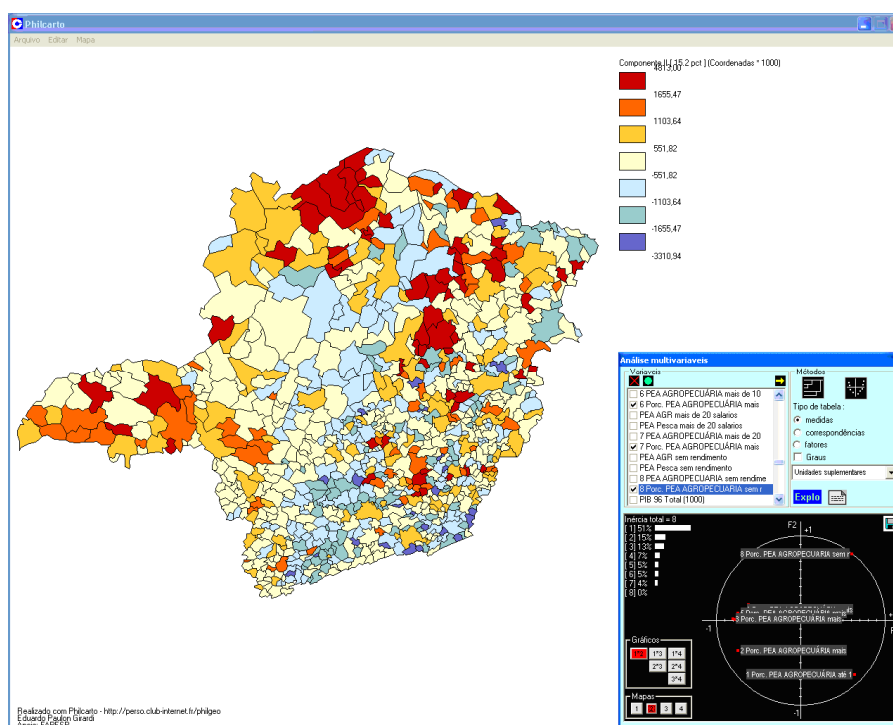 Philcarto
Arquivo Editar Mapa
Componente II [ 15.2 pct ] (Coordenadas * 1000)
4813,00
1655,47
1103,64
551,82
-551,82
-1103,64
-1655,47
-3310,94
Análise multivariaveis
Variaveis
6 PEA AGROPECUÁRIA mais de 10
6 Porc. PEA AGROPECUÁRIA mais
PEA AGR mais de 20 salarios
PEA Pesca mais de 20 salarios
7 PEA AGROPECUÁRIA mais de 20
7 Porc. PEA AGROPECUÁRIA mais
PEA AGR sem rendimento
PEA Pesca sem rendimento
8 PEA AGROPECUÁRIA sem rendime
8 Porc. PEA AGROPECUARIA sem r
PIB 96 Total (1000)
Métodos
Tipo de tabela :
medidas
correspondências
fatores
Graus
Unidades suplementares
Explo
Inércia total = 8
[ 1] 51%
[ 2] 15%
[ 3] 13%
[ 4] 7%
[ 5] 5%
[ 6] 5%
[ 7] 4%
[ 8] 0%
F2
+1
8 Porc. PEA AGROPECUARIA sem r
3 Porc. PEA AGROPECUÁRIA mais
-1
2 Porc. PEA AGROPECUÁRIA mais
1 Porc. PEA AGROPECUÁRIA até 1
-1
Gráficos
1*2 1*3 1*4
2*3 2*4
3*4
Mapas
1 2 3 4
Realizado com Philcarto - http://perso.club-internet.fr/philgeo
Eduardo Paulon Girardi
Apoio: FAPESP